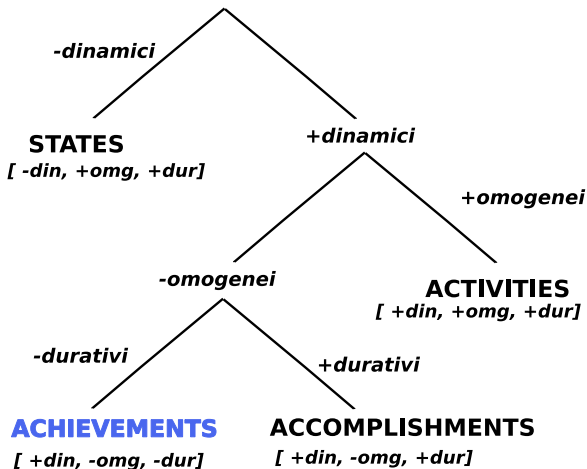 -dinamici
STATES
[ -din, +omg, +dur]
+dinamici
+omogenei
-omogenei
ACTIVITIES
[ +din, +omg, +dur]
-durativi
+durativi
ACHIEVEMENTS
[ +din, -omg, -dur]
ACCOMPLISHMENTS
[ +din, -omg, +dur]